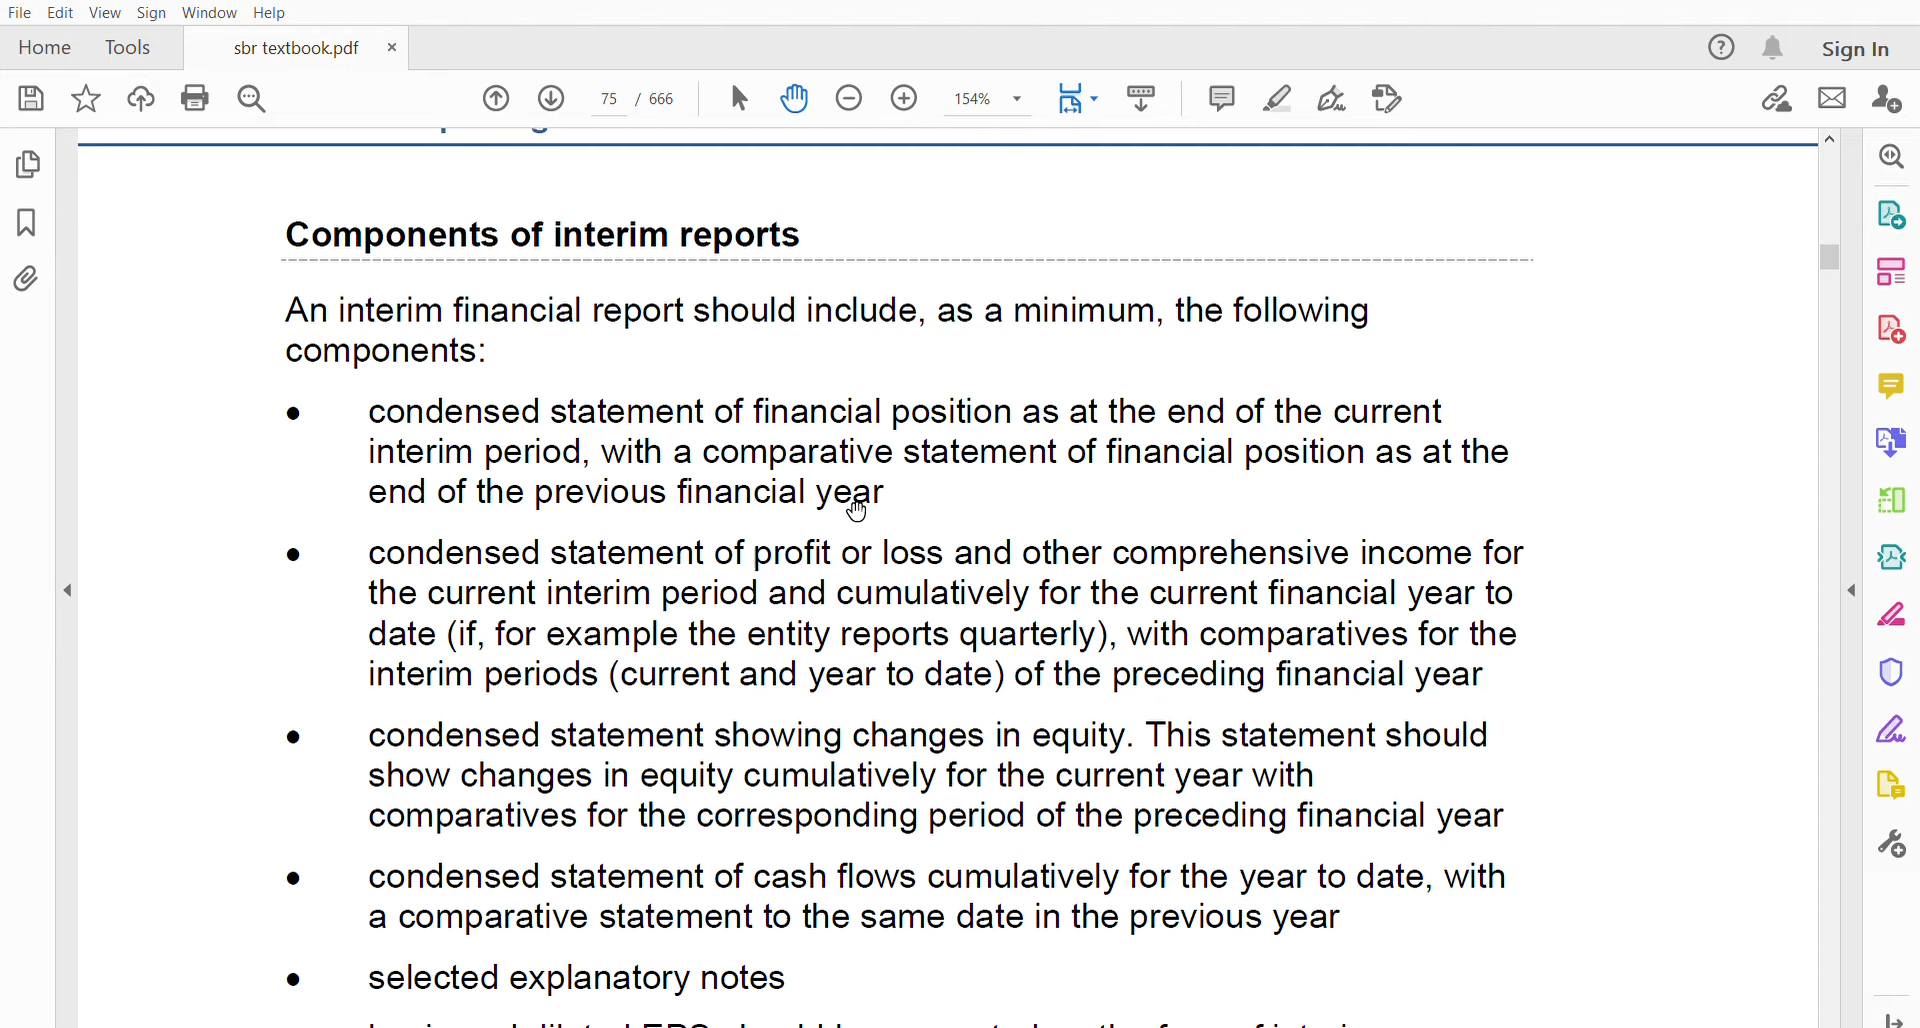 File Edit View Sign Window Help
Home Tools sbr textbook.pdf × Sign In
75 / 666 154%
Components of interim reports
An interim financial report should include, as a minimum, the following
components:
• condensed statement of financial position as at the end of the current
interim period, with a comparative statement of financial position as at the
end of the previous financial year
• condensed statement of profit or loss and other comprehensive income for
the current interim period and cumulatively for the current financial year to
date (if, for example the entity reports quarterly), with comparatives for the
interim periods (current and year to date) of the preceding financial year
• condensed statement showing changes in equity. This statement should
show changes in equity cumulatively for the current year with
comparatives for the corresponding period of the preceding financial year
• condensed statement of cash flows cumulatively for the year to date, with
a comparative statement to the same date in the previous year
• selected explanatory notes